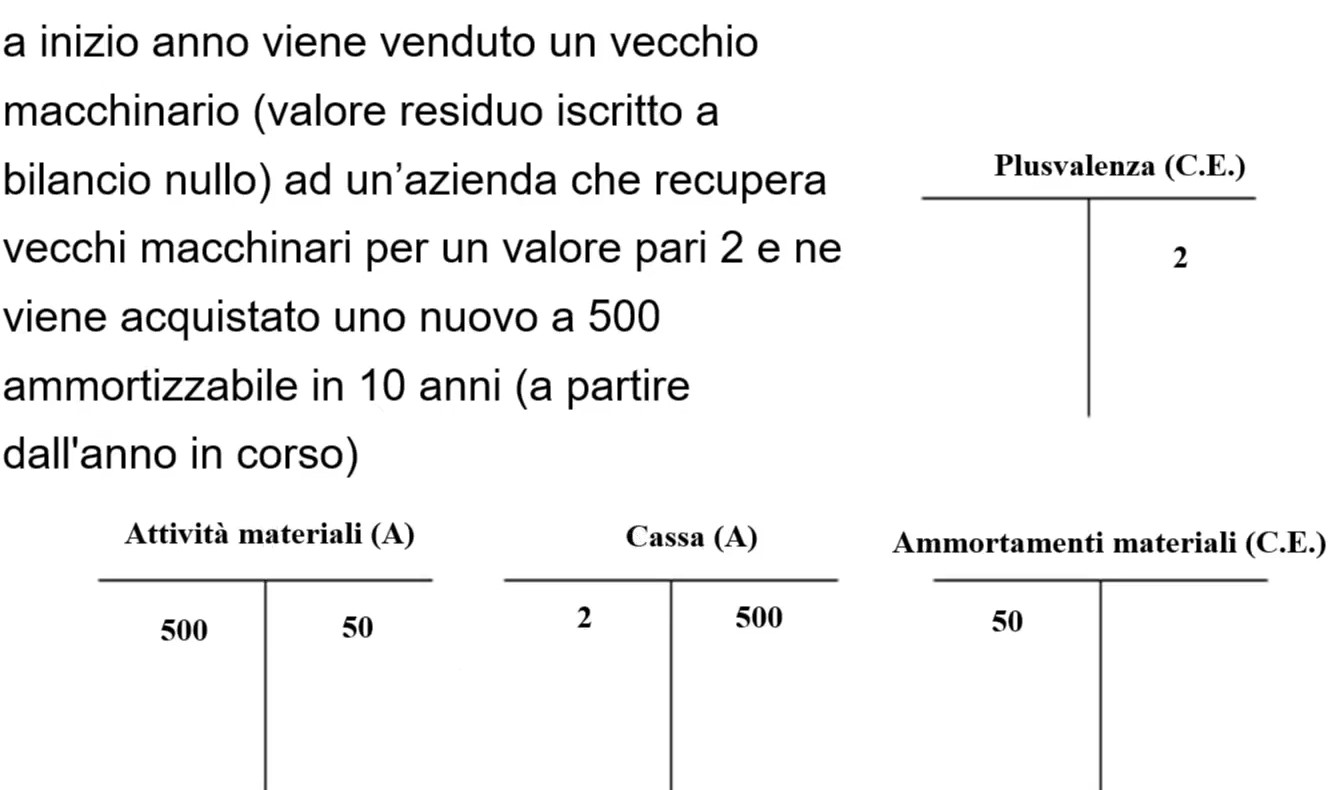 a inizio anno viene venduto un vecchio
macchinario (valore residuo iscritto a
bilancio nullo) ad un’azienda che recupera
vecchi macchinari per un valore pari 2 e ne
viene acquistato uno nuovo a 500
ammortizzabile in 10 anni (a partire
dall'anno in corso)
Plusvalenza (C.E.)
2
Attività materiali (A)
500 50
Cassa (A)
2 500
Ammortamenti materiali (C.E.)
50